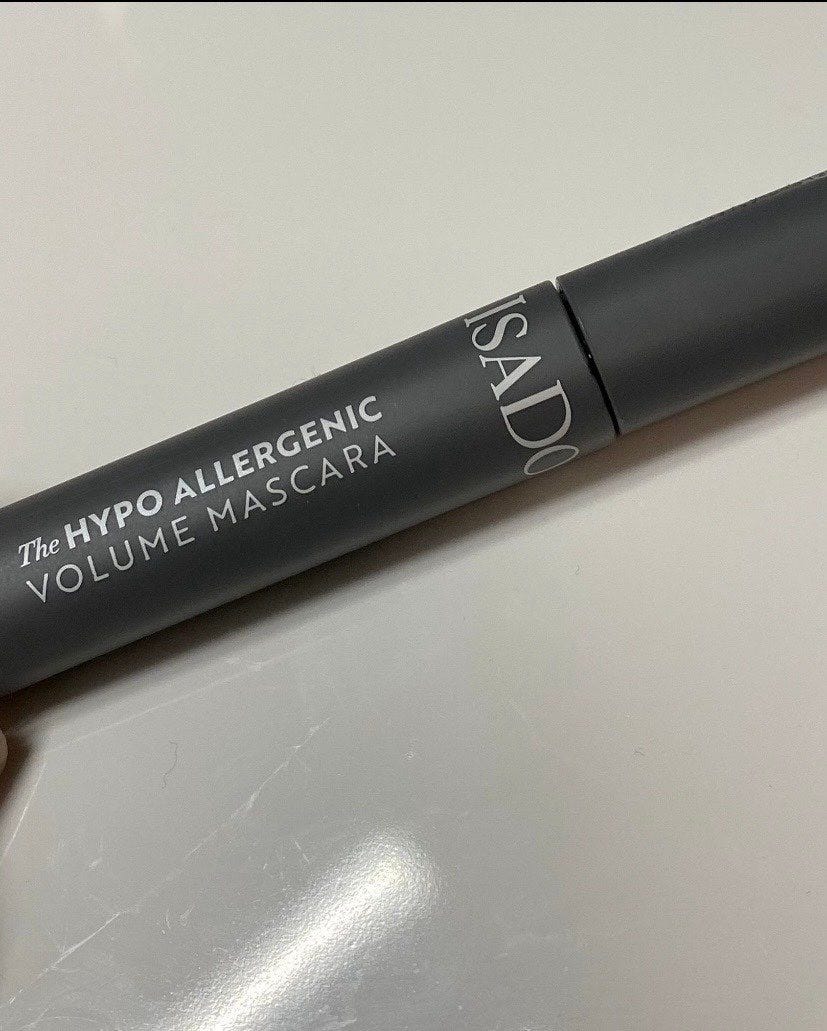 The HYPO ALLERGENIC
VOLUME MASCARA
ISADO